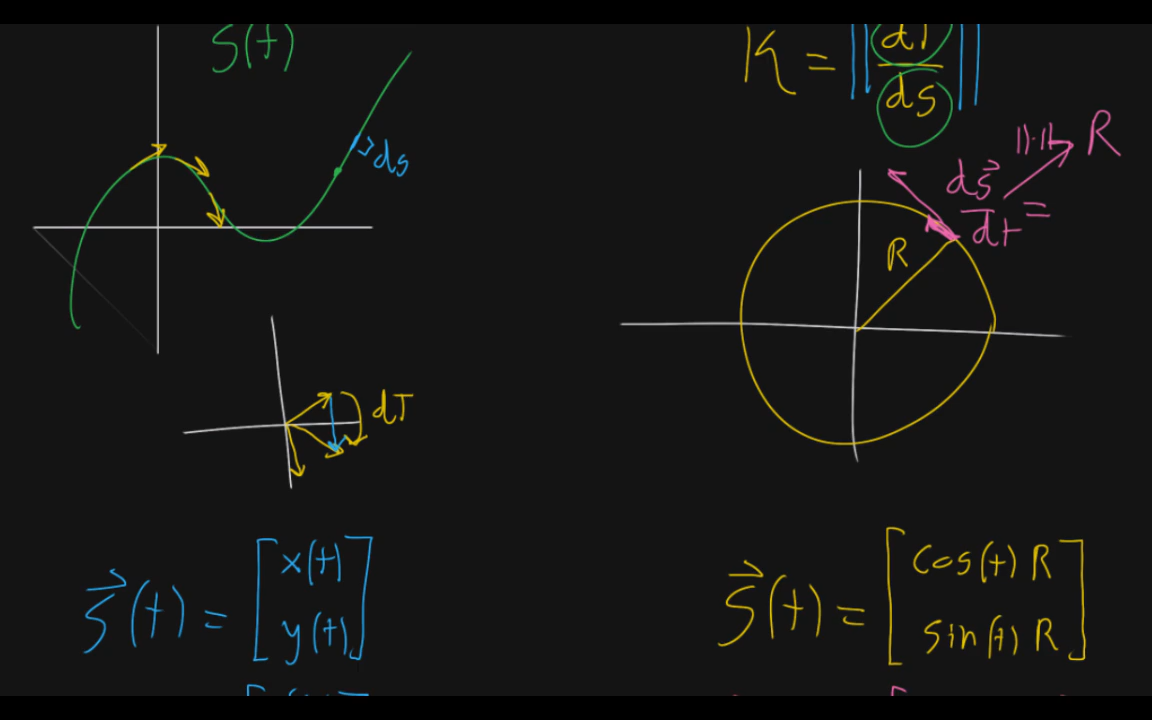 S(t)
K = ||dT/ds||
ds
||·|| R
ds⃗/dt =
R
dT
s⃗(t) = [x(t)
y(t)]
s⃗(t) = [cos(t) R
sin(t) R]